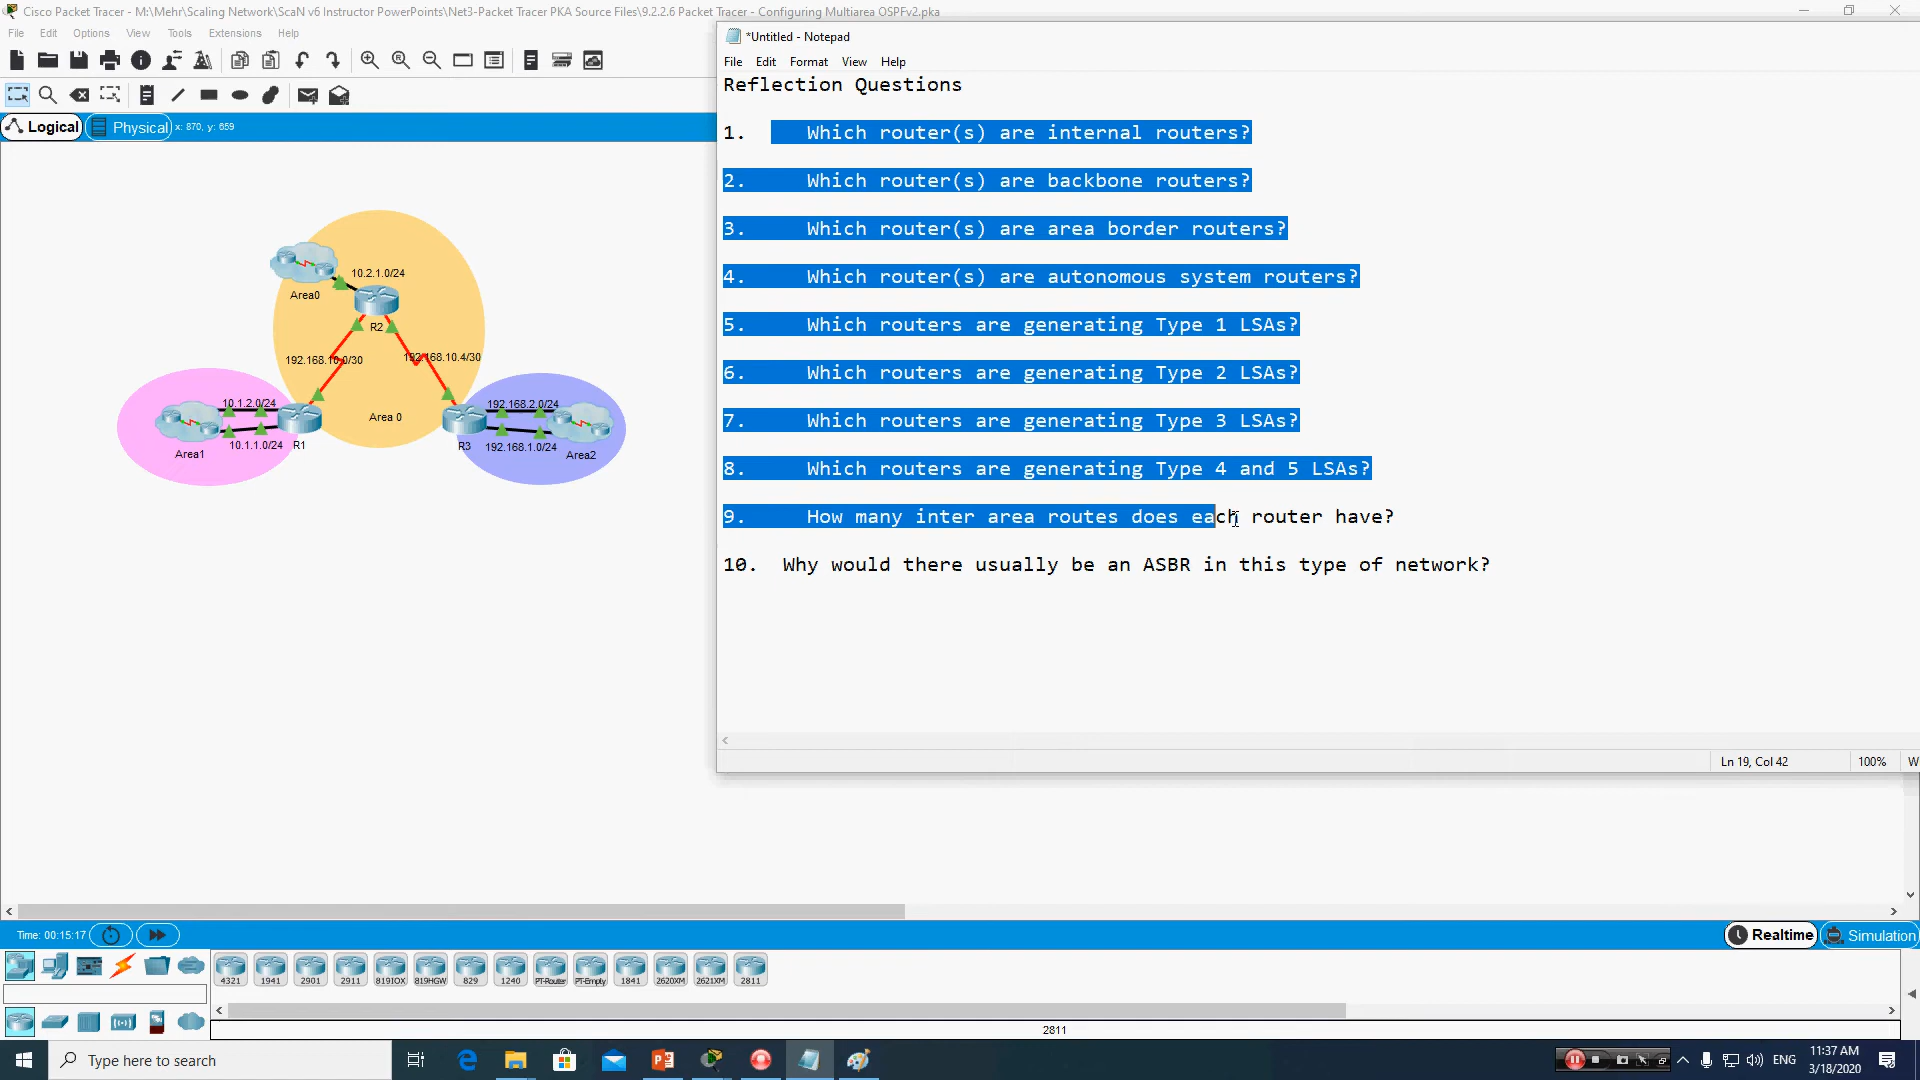 Cisco Packet Tracer - M:\Mehr\Scaling Network\ScaN v6 Instructor PowerPoints\Net3-Packet Tracer PKA Source Files\9.2.2.6 Packet Tracer - Configuring Multiarea OSPFv2.pka
File Edit Options View Tools Extensions Help
Logical Physical x: 870, y: 659
*Untitled - Notepad
File Edit Format View Help
Reflection Questions
1. Which router(s) are internal routers?
2. Which router(s) are backbone routers?
3. Which router(s) are area border routers?
4. Which router(s) are autonomous system routers?
5. Which routers are generating Type 1 LSAs?
6. Which routers are generating Type 2 LSAs?
7. Which routers are generating Type 3 LSAs?
8. Which routers are generating Type 4 and 5 LSAs?
9. How many inter area routes does each router have?
10. Why would there usually be an ASBR in this type of network?
Ln 19, Col 42 100% W
10.2.1.0/24
Area0
R2
192.168.10.0/30 192.168.10.4/30
10.1.2.0/24 Area 0 192.168.2.0/24
10.1.1.0/24 R1 R3 192.168.1.0/24
Area1 Area2
Time: 00:15:17 Realtime Simulation
4321 1941 2901 2911 819IOX 819HGW 829 1240 PT-Router PT-Empty 1841 2620XM 2621XM 2811
2811
Type here to search
ENG 11:37 AM
3/18/2020